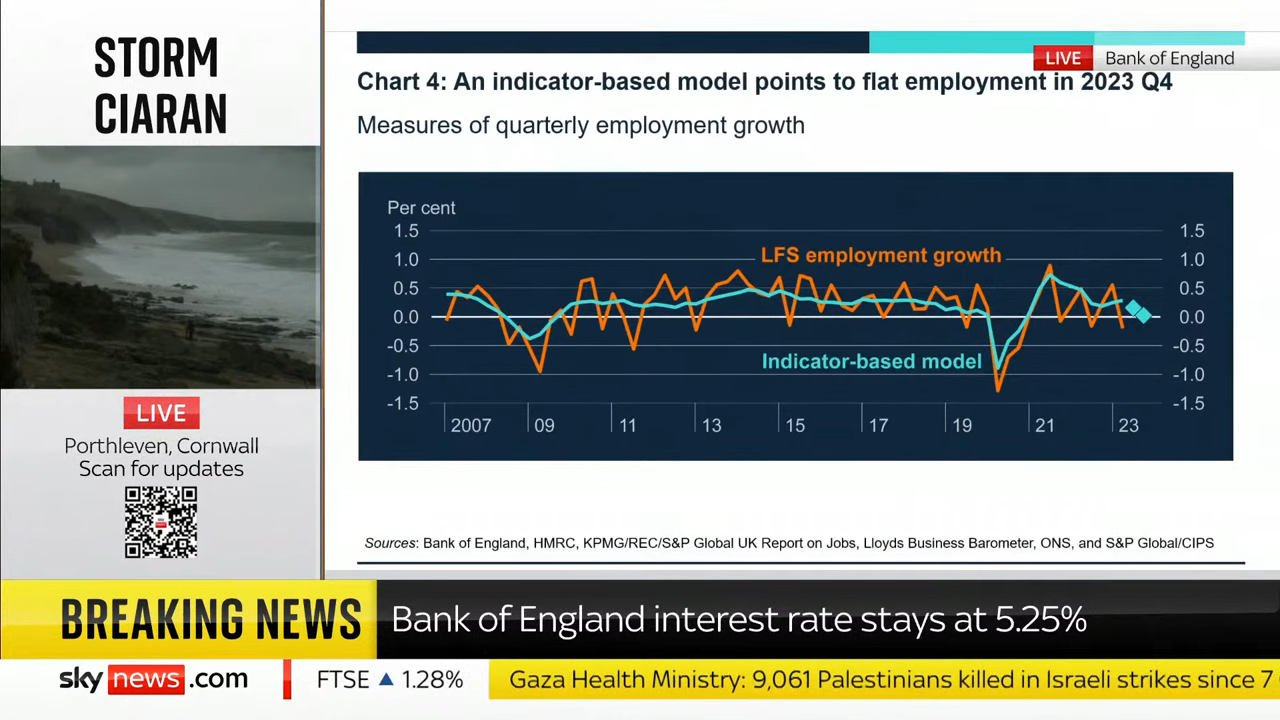 STORM
CIARAN
LIVE
Porthleven, Cornwall
Scan for updates
LIVE Bank of England
Chart 4: An indicator-based model points to flat employment in 2023 Q4
Measures of quarterly employment growth
Per cent
1.5 1.5
1.0 LFS employment growth 1.0
0.5 0.5
0.0 0.0
-0.5 -0.5
Indicator-based model
-1.0 -1.0
-1.5 -1.5
2007 09 11 13 15 17 19 21 23
Sources: Bank of England, HMRC, KPMG/REC/S&P Global UK Report on Jobs, Lloyds Business Barometer, ONS, and S&P Global/CIPS
BREAKING NEWS Bank of England interest rate stays at 5.25%
sky news.com FTSE ▲ 1.28% Gaza Health Ministry: 9,061 Palestinians killed in Israeli strikes since 7